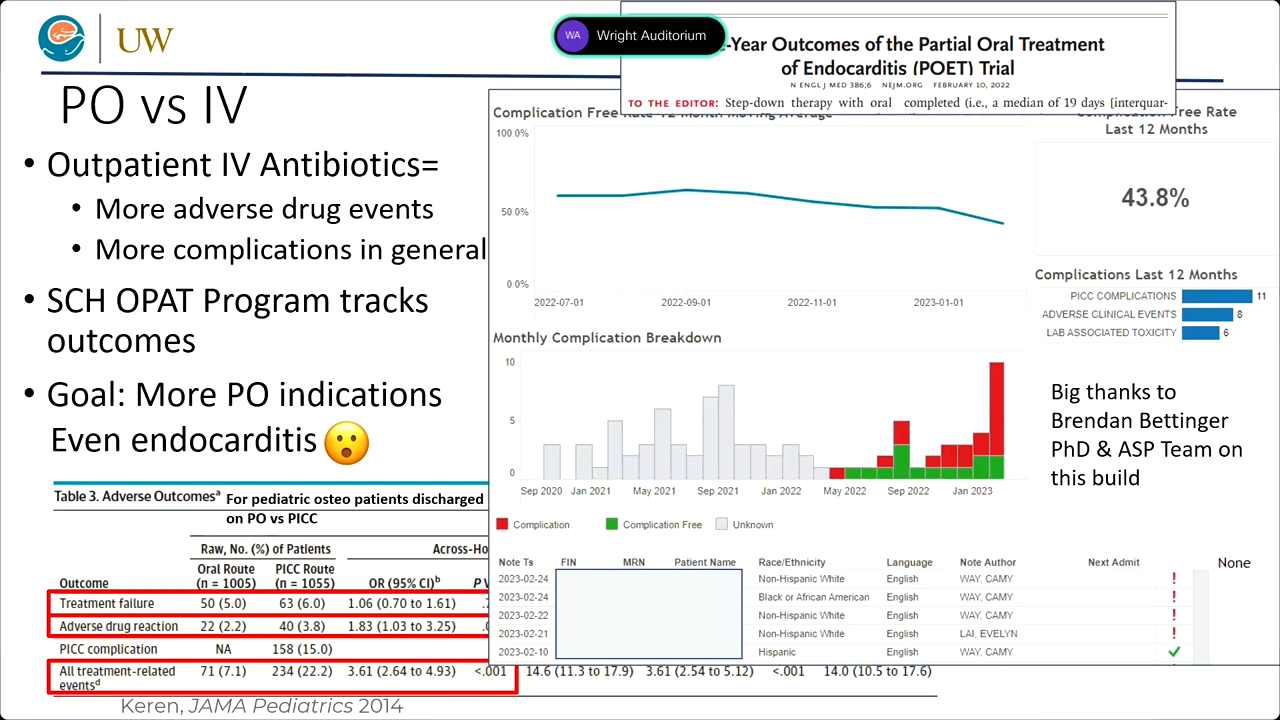 UW
WA Wright Auditorium
-Year Outcomes of the Partial Oral Treatment
of Endocarditis (POET) Trial
N ENGL J MED 386;6 NEJM.ORG FEBRUARY 10, 2022
TO THE EDITOR: Step-down therapy with oral completed (i.e., a median of 19 days [interquar-
PO vs IV
• Outpatient IV Antibiotics=
• More adverse drug events
• More complications in general
• SCH OPAT Program tracks
outcomes
• Goal: More PO indications
Even endocarditis
Complication Free Rate 12 Month Moving Average
100.0%
50.0%
0.0%
2022-07-01 2022-09-01 2022-11-01 2023-01-01
Complication Free Rate
Last 12 Months
43.8%
Complications Last 12 Months
PICC COMPLICATIONS 11
ADVERSE CLINICAL EVENTS 8
LAB ASSOCIATED TOXICITY 6
Monthly Complication Breakdown
10
5
0
Sep 2020 Jan 2021 May 2021 Sep 2021 Jan 2022 May 2022 Sep 2022 Jan 2023
Complication Complication Free Unknown
Big thanks to
Brendan Bettinger
PhD & ASP Team on
this build
Note Ts FIN MRN Patient Name Race/Ethnicity Language Note Author Next Admit
None
2023-02-24 Non-Hispanic White English WAY, CAMY !
2023-02-24 Black or African American English WAY, CAMY !
2023-02-22 Non-Hispanic White English WAY, CAMY !
2023-02-21 Non-Hispanic White English LAI, EVELYN !
2023-02-10 Hispanic English WAY, CAMY ✔
Table 3. Adverse Outcomesa For pediatric osteo patients discharged
on PO vs PICC
Raw, No. (%) of Patients Across-Ho
Outcome Oral Route (n = 1005) PICC Route (n = 1055) OR (95% CI)b P V
Treatment failure 50 (5.0) 63 (6.0) 1.06 (0.70 to 1.61)
Adverse drug reaction 22 (2.2) 40 (3.8) 1.83 (1.03 to 3.25)
PICC complication NA 158 (15.0)
All treatment-related 71 (7.1) 234 (22.2) 3.61 (2.64 to 4.93) <.001 14.6 (11.3 to 17.9) 3.61 (2.54 to 5.12) <.001 14.0 (10.5 to 17.6)
eventsd
Keren, JAMA Pediatrics 2014